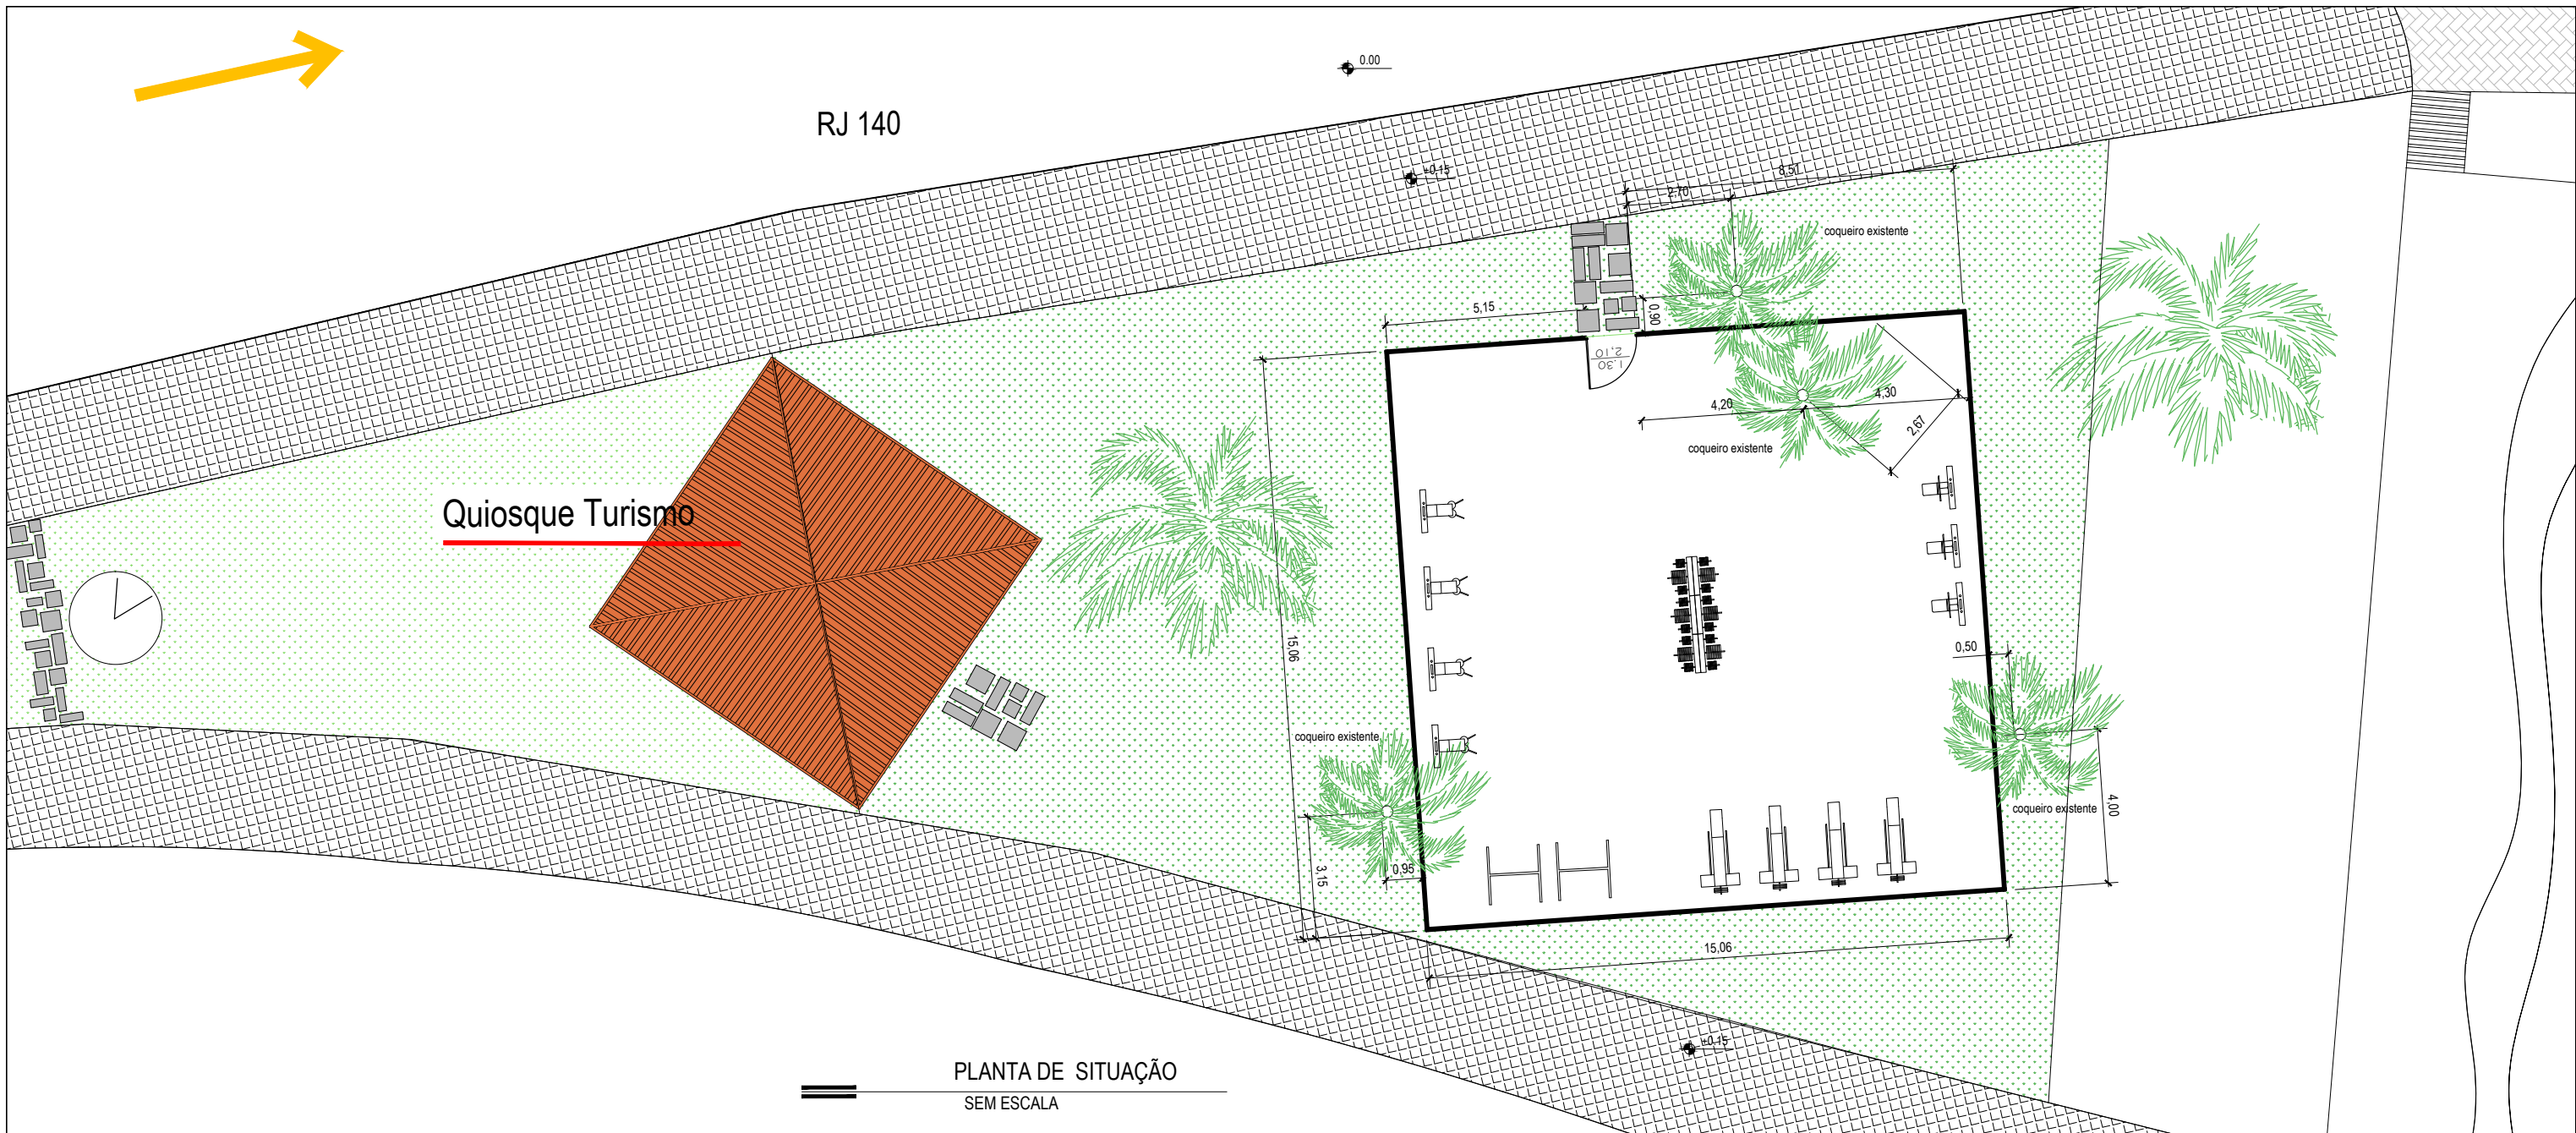 0.00
RJ 140
+0.15
8,51
2,70
coqueiro existente
5,15
0,90
1.30
2,10
4,20
4,30
2,67
coqueiro existente
Quiosque Turismo
15,06
0,50
coqueiro existente
coqueiro existente
4,00
3,15
0,95
15,06
+0.15
PLANTA DE SITUAÇÃO
SEM ESCALA